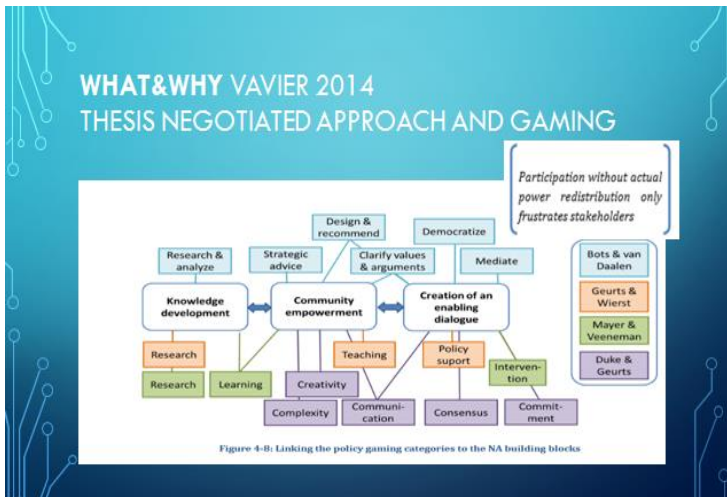 WHAT&WHY VAVIER 2014
THESIS NEGOTIATED APPROACH AND GAMING
Participation without actual
power redistribution only
frustrates stakeholders
Design &
recommend
Democratize
Research &
analyze
Strategic
advice
Clarify values
& arguments
Mediate
Knowledge
development
Community
empowerment
Creation of an
enabling
dialogue
Research
Teaching
Policy
suport
Research
Learning
Creativity
Interven-
tion
Complexity
Communi-
cation
Consensus
Commit-
ment
Bots & van
Daalen
Geurts &
Wierst
Mayer &
Veeneman
Duke &
Geurts
Figure 4-8: Linking the policy gaming categories to the NA building blocks